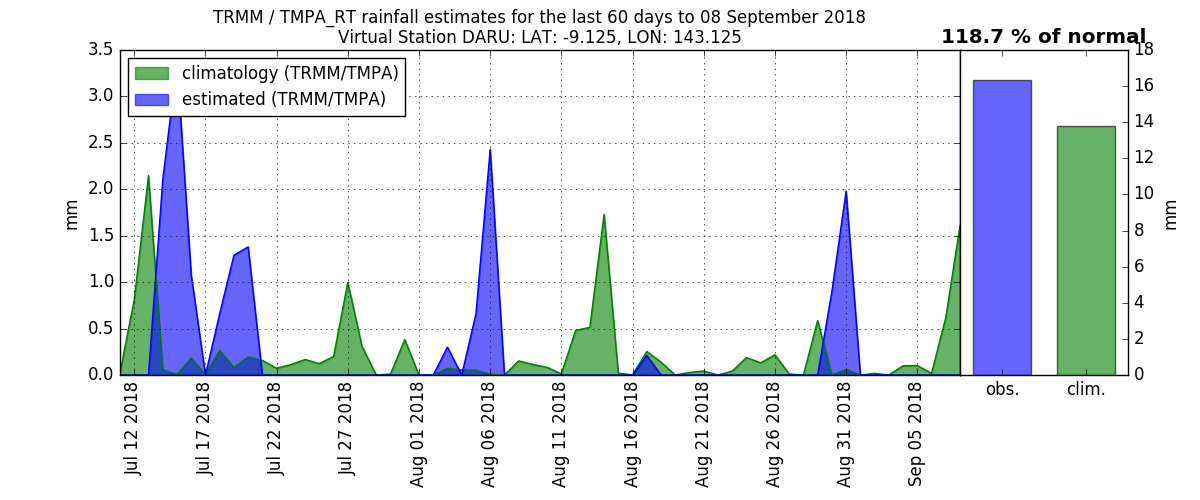 TRMM / TMPA_RT rainfall estimates for the last 60 days to 08 September 2018
Virtual Station DARU: LAT: -9.125, LON: 143.125
118.7 % of normal
climatology (TRMM/TMPA)
estimated (TRMM/TMPA)
mm
3.5
3.0
2.5
2.0
1.5
1.0
0.5
0.0
Jul 12 2018
Jul 17 2018
Jul 22 2018
Jul 27 2018
Aug 01 2018
Aug 06 2018
Aug 11 2018
Aug 16 2018
Aug 21 2018
Aug 26 2018
Aug 31 2018
Sep 05 2018
18
16
14
12
10
8
6
4
2
0
mm
obs.
clim.